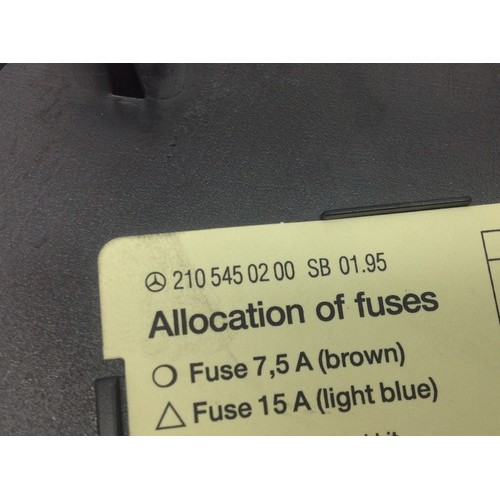 210 545 02 00 SB 01.95
Allocation of fuses
Fuse 7,5 A (brown)
Fuse 15 A (light blue)